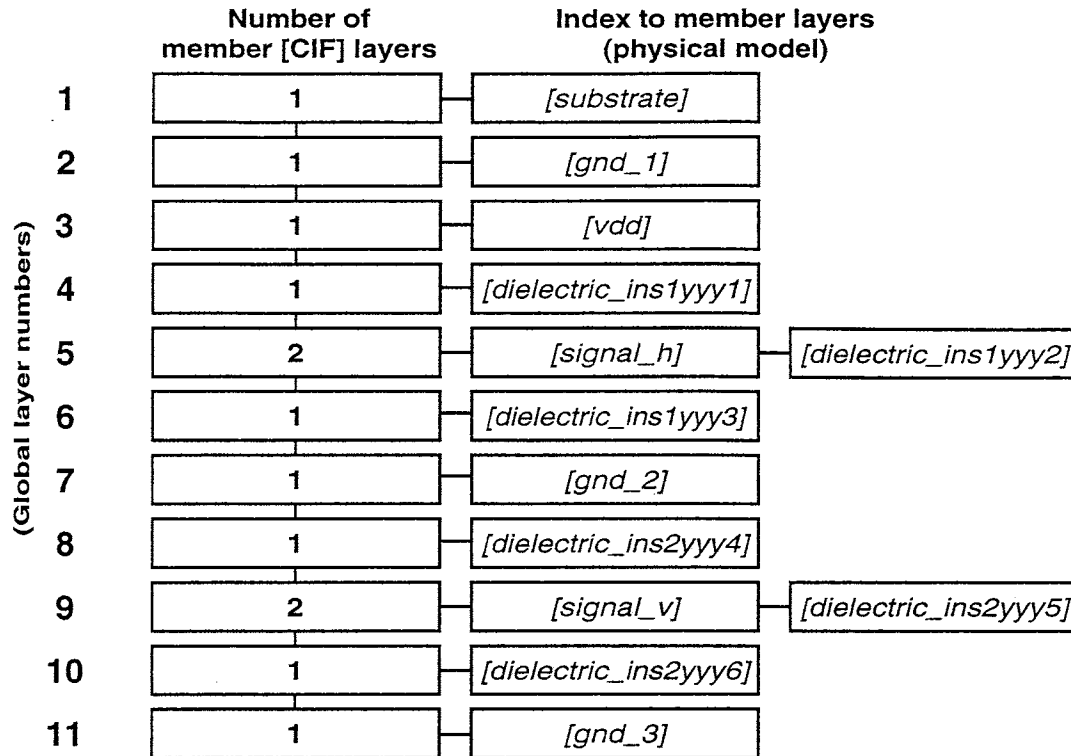 Number of
member [CIF] layers
Index to member layers
(physical model)
(Global layer numbers)
1 1 [substrate]
2 1 [gnd_1]
3 1 [vdd]
4 1 [dielectric_ins1yyy1]
5 2 [signal_h] [dielectric_ins1yyy2]
6 1 [dielectric_ins1yyy3]
7 1 [gnd_2]
8 1 [dielectric_ins2yyy4]
9 2 [signal_v] [dielectric_ins2yyy5]
10 1 [dielectric_ins2yyy6]
11 1 [gnd_3]